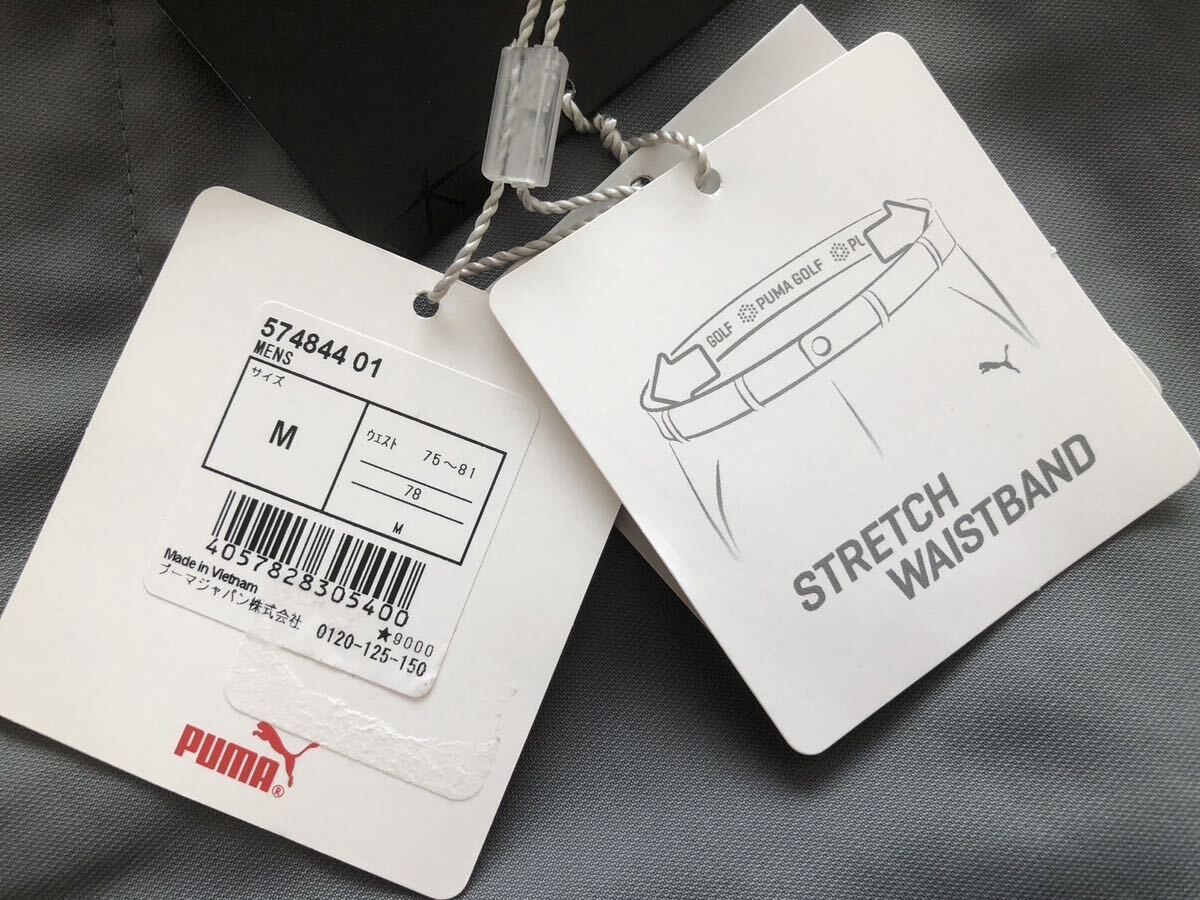 574844 01
MENS
サイズ
M
ウエスト 75～81
78
M
4057828305400
Made in Vietnam
プーマジャパン株式会社
★9000
0120-125-150
PUMA®
GOLF PUMA GOLF PU
STRETCH
WAISTBAND